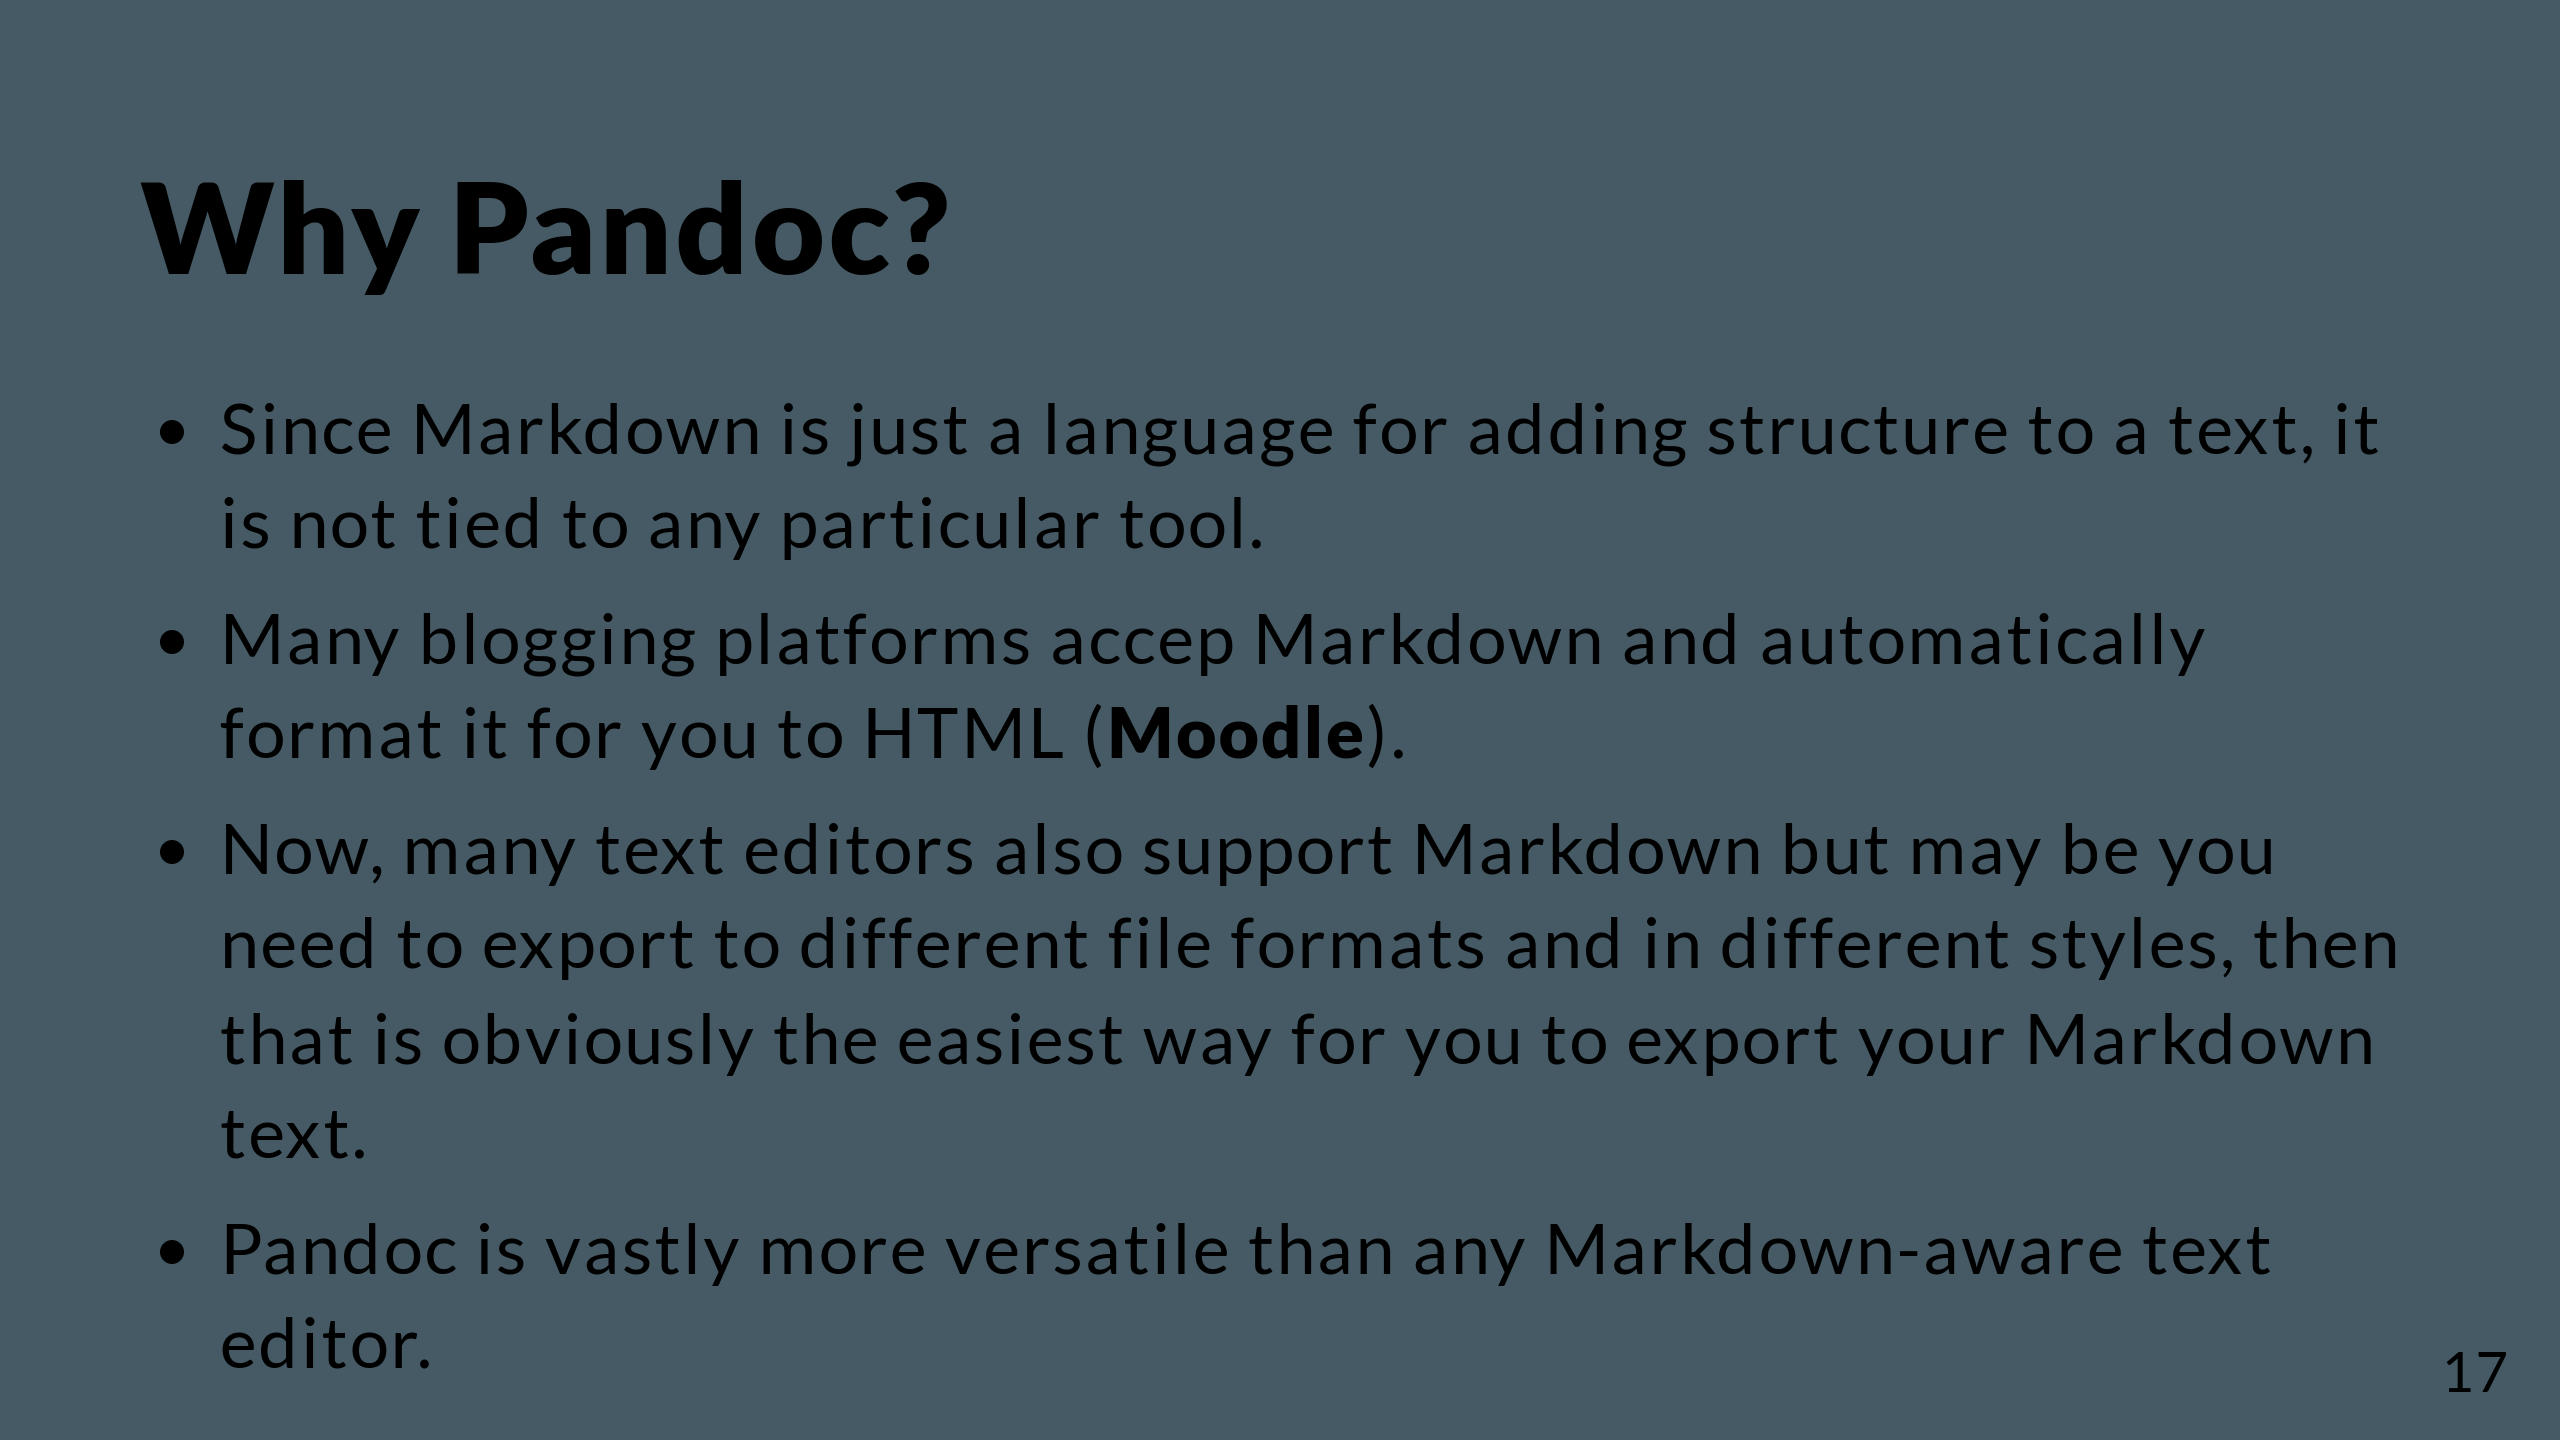 Why Pandoc?
• Since Markdown is just a language for adding structure to a text, it
is not tied to any particular tool.
• Many blogging platforms accep Markdown and automatically
format it for you to HTML (Moodle).
• Now, many text editors also support Markdown but may be you
need to export to different file formats and in different styles, then
that is obviously the easiest way for you to export your Markdown
text.
• Pandoc is vastly more versatile than any Markdown-aware text
editor.
17